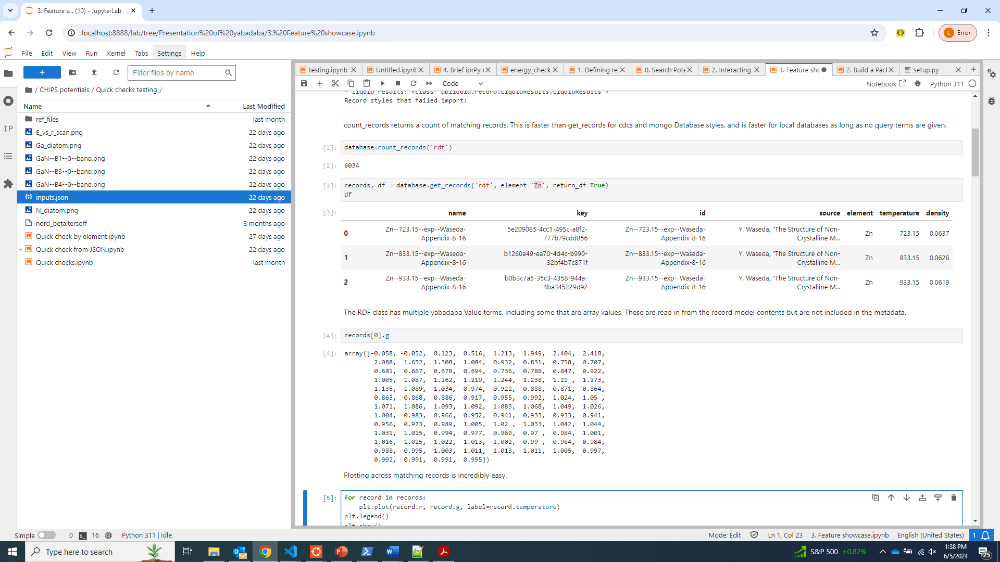 3. Feature s... (10) - JupyterLab
localhost:8888/lab/tree/Presentation%20of%20yabadaba/3.%20Feature%20showcase.ipynb
L Error
File Edit View Run Kernel Tabs Settings Help
Filter files by name
/ CHIPS potentials / Quick checks testing /
Name Last Modified
ref_files last month
E_vs_r_scan.png 22 days ago
Ga_diatom.png 22 days ago
GaN--B1--0--band.png 22 days ago
GaN--B3--0--band.png 22 days ago
GaN--B4--0--band.png 22 days ago
inputs.json 22 days ago
N_diatom.png 22 days ago
nord_beta.tersoff 3 months ago
Quick check by element.ipynb 27 days ago
Quick check from JSON.ipynb 22 days ago
Quick checks.ipynb last month
IP
testing.ipynb Untitled.ipynb 4. Brief iprPy energy_check 1. Defining re 0. Search Pote 2. Interacting 3. Feature sho 2. Build a Pack setup.py
Code Notebook Python 311
- liquid_results: <class 'dbliquid.record.LiquidResults.LiquidResults'>
Record styles that failed import:
count_records returns a count of matching records. This is faster than get_records for cdcs and mongo Database styles, and is faster for local databases as long as no query terms are given.
[2]: database.count_records('rdf')
[2]: 6034
[3]: records, df = database.get_records('rdf', element='Zn', return_df=True)
df
[3]: name key id source element temperature density
0 Zn--723.15--exp--Waseda- 5e209085-4cc1-495c-a8f2- Zn--723.15--exp--Waseda- Y. Waseda, "The Structure of Non- Zn 723.15 0.0637
Appendix-8-16 777b79cdd856 Appendix-8-16 Crystalline M...
1 Zn--833.15--exp--Waseda- b1260a49-ea70-4d4c-b990- Zn--833.15--exp--Waseda- Y. Waseda, "The Structure of Non- Zn 833.15 0.0628
Appendix-8-16 32bf4b7c871f Appendix-8-16 Crystalline M...
2 Zn--933.15--exp--Waseda- b0b3c7a5-35c3-4358-944a- Zn--933.15--exp--Waseda- Y. Waseda, "The Structure of Non- Zn 933.15 0.0619
Appendix-8-16 4ba345229d92 Appendix-8-16 Crystalline M...
The RDF class has multiple yabadaba Value terms, including some that are array values. These are read in from the record model contents but are not included in the metadata.
[4]: records[0].g
[4]: array([-0.058, -0.052, 0.123, 0.516, 1.213, 1.949, 2.404, 2.418,
2.088, 1.652, 1.308, 1.084, 0.932, 0.831, 0.758, 0.707,
0.681, 0.667, 0.678, 0.694, 0.736, 0.788, 0.847, 0.922,
1.005, 1.087, 1.162, 1.219, 1.244, 1.238, 1.21 , 1.173,
1.135, 1.089, 1.034, 0.974, 0.922, 0.888, 0.871, 0.864,
0.863, 0.868, 0.886, 0.917, 0.955, 0.992, 1.024, 1.05 ,
1.071, 1.086, 1.093, 1.092, 1.083, 1.068, 1.049, 1.026,
1.004, 0.983, 0.966, 0.952, 0.941, 0.933, 0.933, 0.941,
0.956, 0.973, 0.989, 1.005, 1.02 , 1.033, 1.042, 1.044,
1.031, 1.015, 0.994, 0.977, 0.969, 0.97 , 0.984, 1.001,
1.016, 1.025, 1.022, 1.013, 1.002, 0.99 , 0.984, 0.984,
0.988, 0.995, 1.003, 1.011, 1.013, 1.011, 1.005, 0.997,
0.992, 0.991, 0.991, 0.995])
Plotting across matching records is incredibly easy.
[5]: for record in records:
plt.plot(record.r, record.g, label=record.temperature)
plt.legend()
plt.show()
Simple 0 16 Python 311 | Idle Mode: Edit Ln 1, Col 23 3. Feature showcase.ipynb English (United States) 1
Type here to search S&P 500 +0.82% 1:38 PM
6/5/2024 25